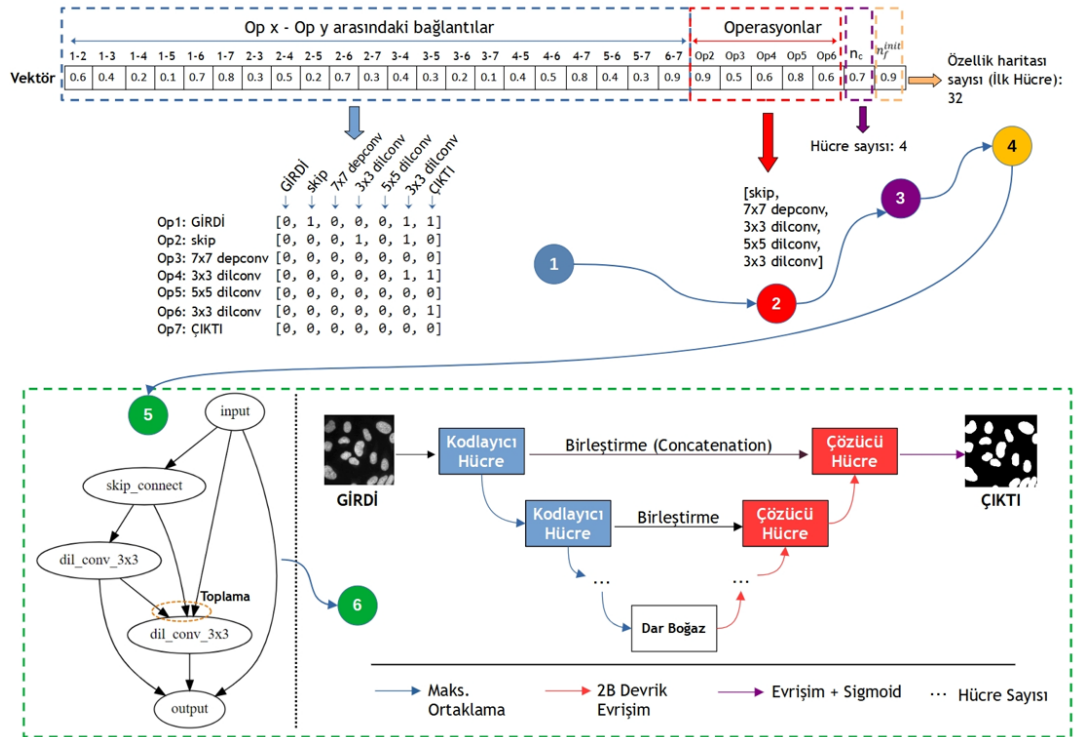 Op x - Op y arasındaki bağlantılar
Operasyonlar
1-2 1-3 1-4 1-5 1-6 1-7 2-3 2-4 2-5 2-6 2-7 3-4 3-5 3-6 3-7 4-5 4-6 4-7 5-6 5-7 6-7 Op2 Op3 Op4 Op5 Op6 n_c n_f^init
Vektör 0.6 0.4 0.2 0.1 0.7 0.8 0.3 0.5 0.2 0.7 0.3 0.4 0.3 0.2 0.1 0.4 0.5 0.8 0.4 0.3 0.9 0.9 0.5 0.6 0.8 0.6 0.7 0.9
Özellik haritası
sayısı (İlk Hücre):
32
Hücre sayısı: 4
GİRDİ
skip
7x7 depconv
3x3 dilconv
5x5 dilconv
3x3 dilconv
ÇIKTI
Op1: GİRDİ [0, 1, 0, 0, 0, 1, 1]
Op2: skip [0, 0, 0, 1, 0, 1, 0]
Op3: 7x7 depconv [0, 0, 0, 0, 0, 0, 0]
Op4: 3x3 dilconv [0, 0, 0, 0, 0, 1, 1]
Op5: 5x5 dilconv [0, 0, 0, 0, 0, 0, 0]
Op6: 3x3 dilconv [0, 0, 0, 0, 0, 0, 1]
Op7: ÇIKTI [0, 0, 0, 0, 0, 0, 0]
[skip,
7x7 depconv,
3x3 dilconv,
5x5 dilconv,
3x3 dilconv]
1
2
3
4
5
input
skip_connect
dil_conv_3x3
Toplama
dil_conv_3x3
output
6
GİRDİ
Kodlayıcı
Hücre
Birleştirme (Concatenation)
Çözücü
Hücre
ÇIKTI
Kodlayıcı
Hücre
Birleştirme
Çözücü
Hücre
...
...
Dar Boğaz
Maks.
Ortaklama
2B Devrik
Evrişim
Evrişim + Sigmoid
... Hücre Sayısı